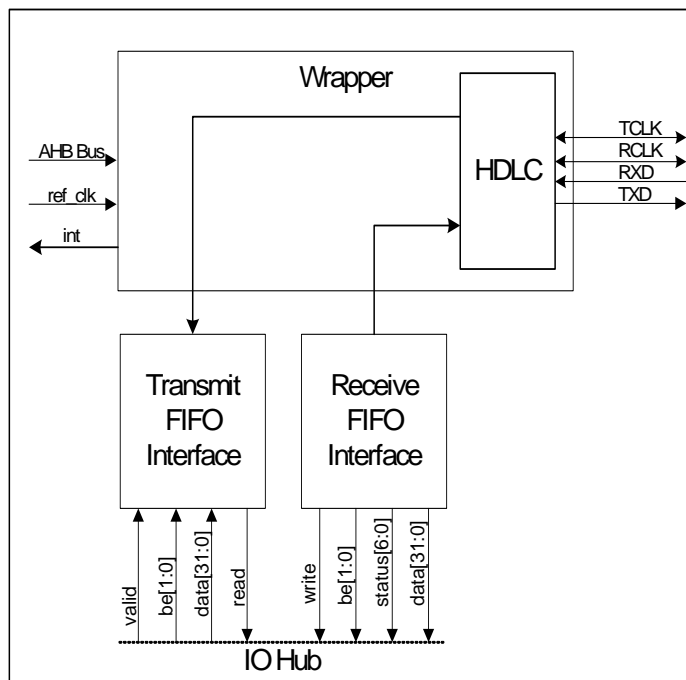 Wrapper
AHB Bus
ref_clk
int
HDLC
TCLK
RCLK
RXD
TXD
Transmit
FIFO
Interface
Receive
FIFO
Interface
valid
be[1:0]
data[31:0]
read
write
be[1:0]
status[6:0]
data[31:0]
IO Hub